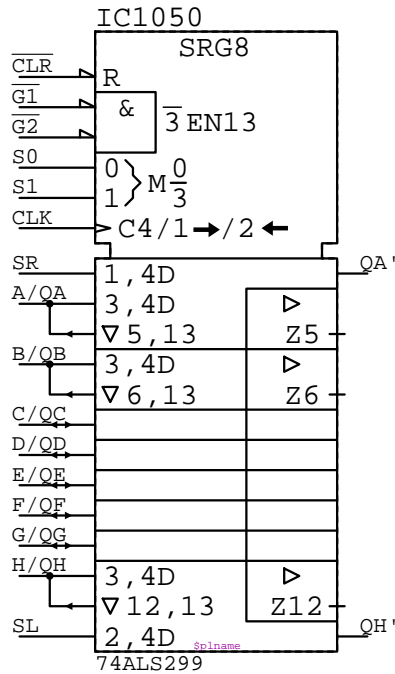 IC1050
SRG8
CLR R
G1 & 3EN13
G2
S0 0 M 0
S1 1 3
CLK C4/1 → /2 ←
SR 1,4D QA'
A/QA 3,4D ▷
▽ 5,13 Z5
B/QB 3,4D ▷
▽ 6,13 Z6
C/QC
D/QD
E/QE
F/QF
G/QG
H/QH 3,4D ▷
▽ 12,13 Z12
SL 2,4D $plname QH'
74ALS299